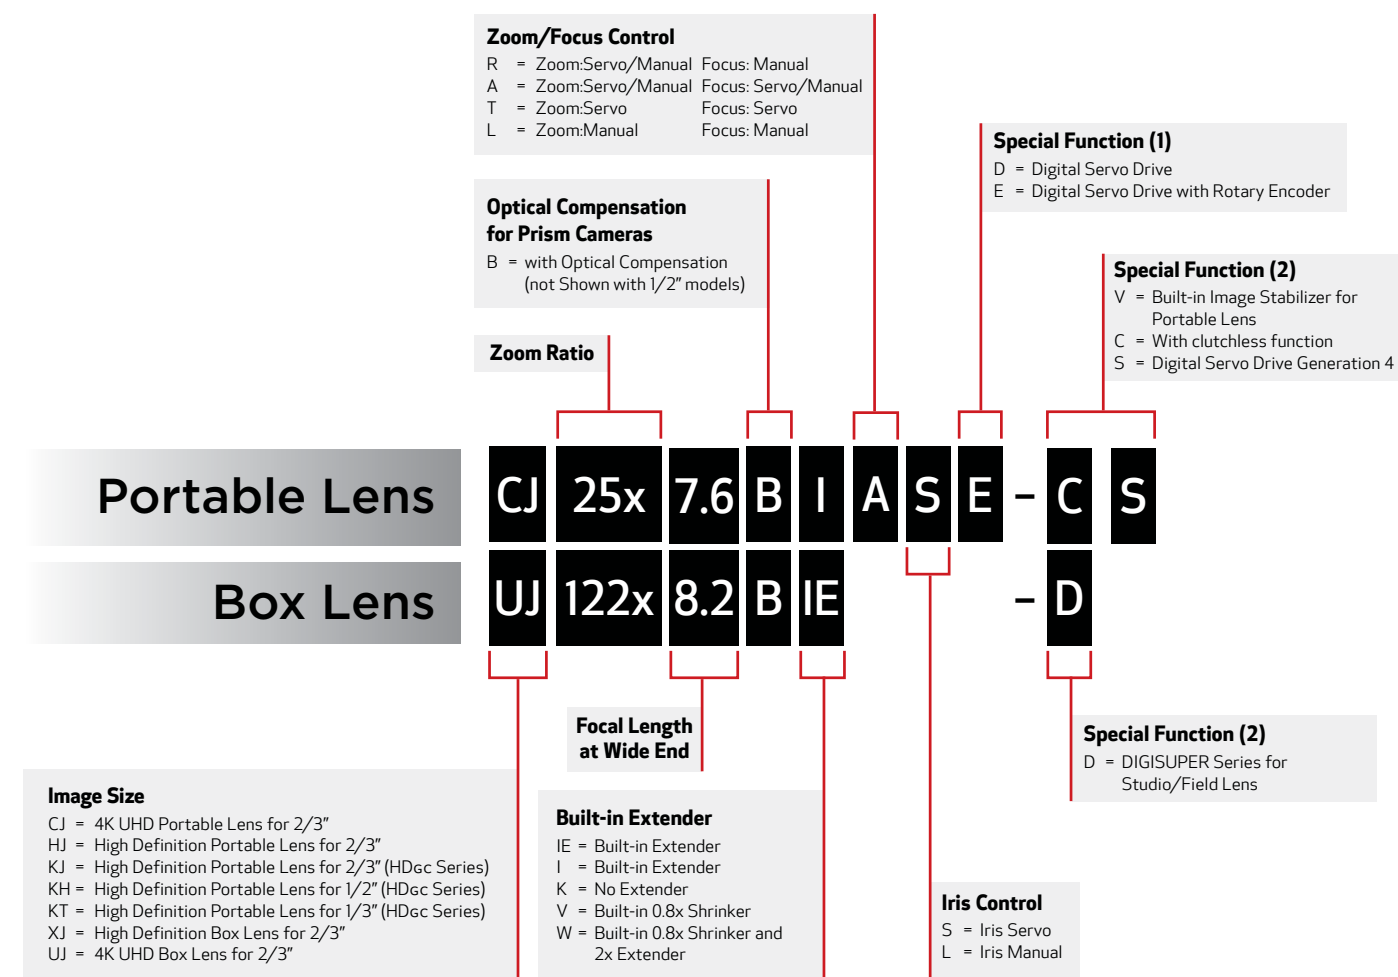 Zoom/Focus Control
R = Zoom:Servo/Manual Focus: Manual
A = Zoom:Servo/Manual Focus: Servo/Manual
T = Zoom:Servo Focus: Servo
L = Zoom:Manual Focus: Manual
Special Function (1)
D = Digital Servo Drive
E = Digital Servo Drive with Rotary Encoder
Optical Compensation
for Prism Cameras
B = with Optical Compensation
(not Shown with 1/2” models)
Special Function (2)
V = Built-in Image Stabilizer for
Portable Lens
C = With clutchless function
S = Digital Servo Drive Generation 4
Zoom Ratio
Portable Lens CJ 25x 7.6 B I A S E – C S
Box Lens UJ 122x 8.2 B IE – D
Focal Length
at Wide End
Special Function (2)
D = DIGISUPER Series for
Studio/Field Lens
Image Size
CJ = 4K UHD Portable Lens for 2/3”
HJ = High Definition Portable Lens for 2/3”
KJ = High Definition Portable Lens for 2/3” (HDGC Series)
KH = High Definition Portable Lens for 1/2” (HDGC Series)
KT = High Definition Portable Lens for 1/3” (HDGC Series)
XJ = High Definition Box Lens for 2/3”
UJ = 4K UHD Box Lens for 2/3”
Built-in Extender
IE = Built-in Extender
I = Built-in Extender
K = No Extender
V = Built-in 0.8x Shrinker
W = Built-in 0.8x Shrinker and
2x Extender
Iris Control
S = Iris Servo
L = Iris Manual